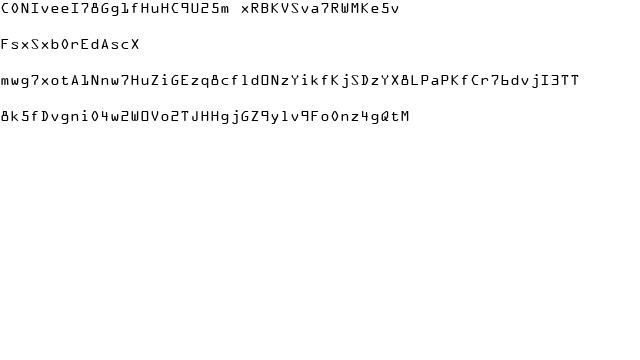 C0NIveeI78Gg1fHuHC9U25m xRBKVSva7RWMKe5v
FsxSxb0rEdAscX
mwg7xotA1Nnw7HuZiGEzq8cfld0NzYikfKjSDzYX8LPaPKfCr76dvjI3TT
8k5fDvgni04w2W0Vo2TJHHgjGZ9ylv9Fo0nz4gQtM